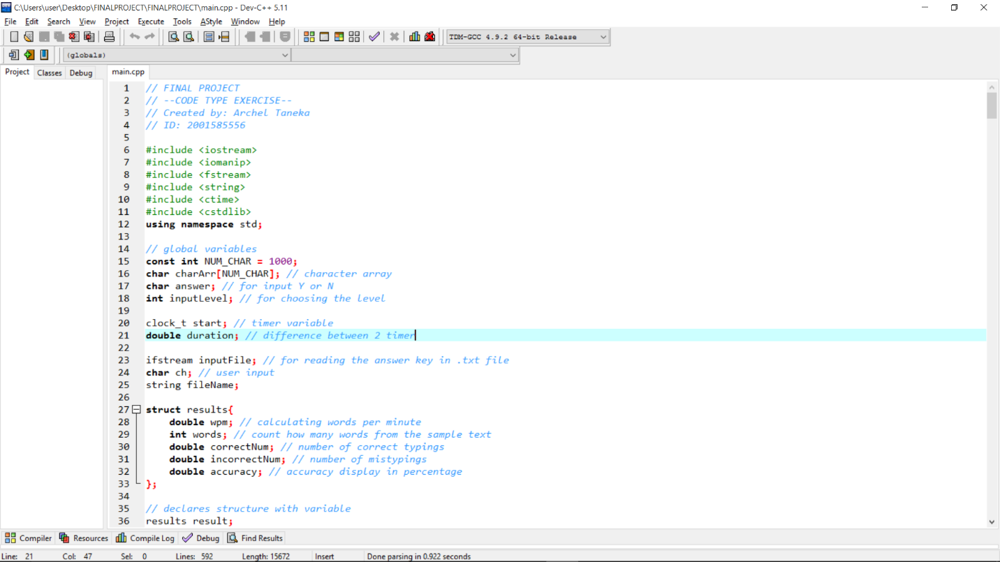 C:\Users\user\Desktop\FINALPROJECT\FINALPROJECT\main.cpp - Dev-C++ 5.11
File Edit Search View Project Execute Tools AStyle Window Help
TDM-GCC 4.9.2 64-bit Release
(globals)
Project Classes Debug main.cpp
1 // FINAL PROJECT
2 // --CODE TYPE EXERCISE--
3 // Created by: Archel Taneka
4 // ID: 2001585556
5
6 #include <iostream>
7 #include <iomanip>
8 #include <fstream>
9 #include <string>
10 #include <ctime>
11 #include <cstdlib>
12 using namespace std;
13
14 // global variables
15 const int NUM_CHAR = 1000;
16 char charArr[NUM_CHAR]; // character array
17 char answer; // for input Y or N
18 int inputLevel; // for choosing the level
19
20 clock_t start; // timer variable
21 double duration; // difference between 2 timer
22
23 ifstream inputFile; // for reading the answer key in .txt file
24 char ch; // user input
25 string fileName;
26
27 struct results{
28 double wpm; // calculating words per minute
29 int words; // count how many words from the sample text
30 double correctNum; // number of correct typings
31 double incorrectNum; // number of mistypings
32 double accuracy; // accuracy display in percentage
33 };
34
35 // declares structure with variable
36 results result;
Compiler Resources Compile Log Debug Find Results
Line: 21 Col: 47 Sel: 0 Lines: 592 Length: 15672 Insert Done parsing in 0.922 seconds